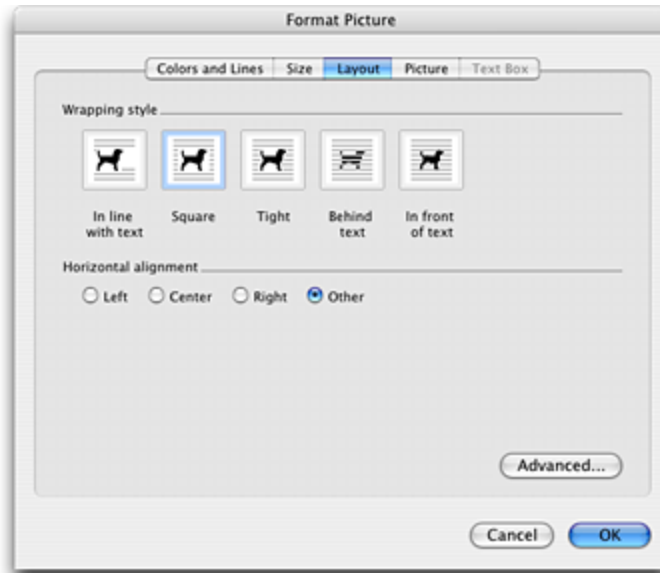 Format Picture
Colors and Lines Size Layout Picture Text Box
Wrapping style
In line with text
Square
Tight
Behind text
In front of text
Horizontal alignment
Left Center Right Other
Advanced...
Cancel OK